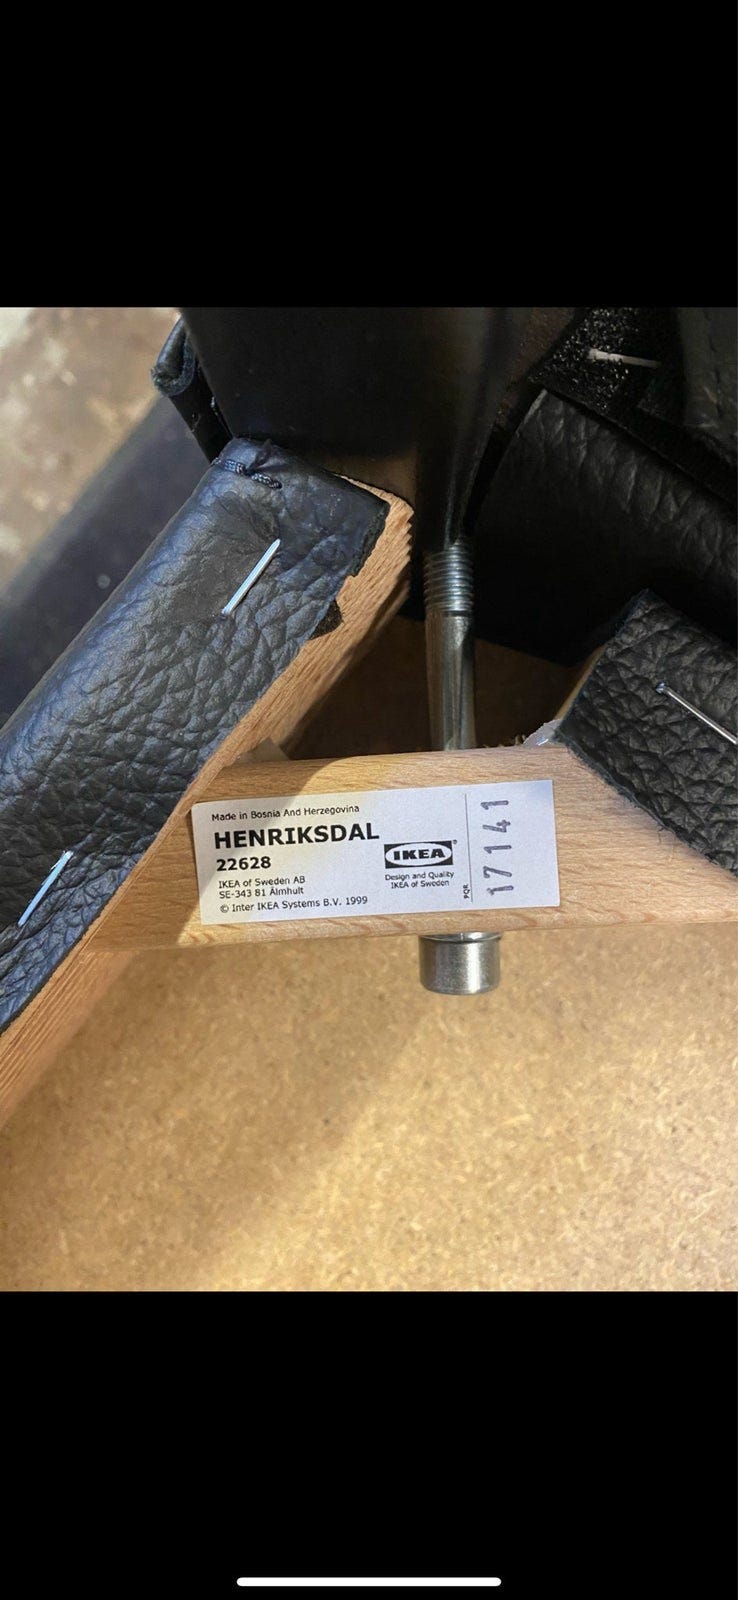 Made in Bosnia And Herzegovina
HENRIKSDAL
22628
IKEA of Sweden AB
SE-343 81 Älmhult
© Inter IKEA Systems B.V. 1999
IKEA®
Design and Quality
IKEA of Sweden
PQR
17141